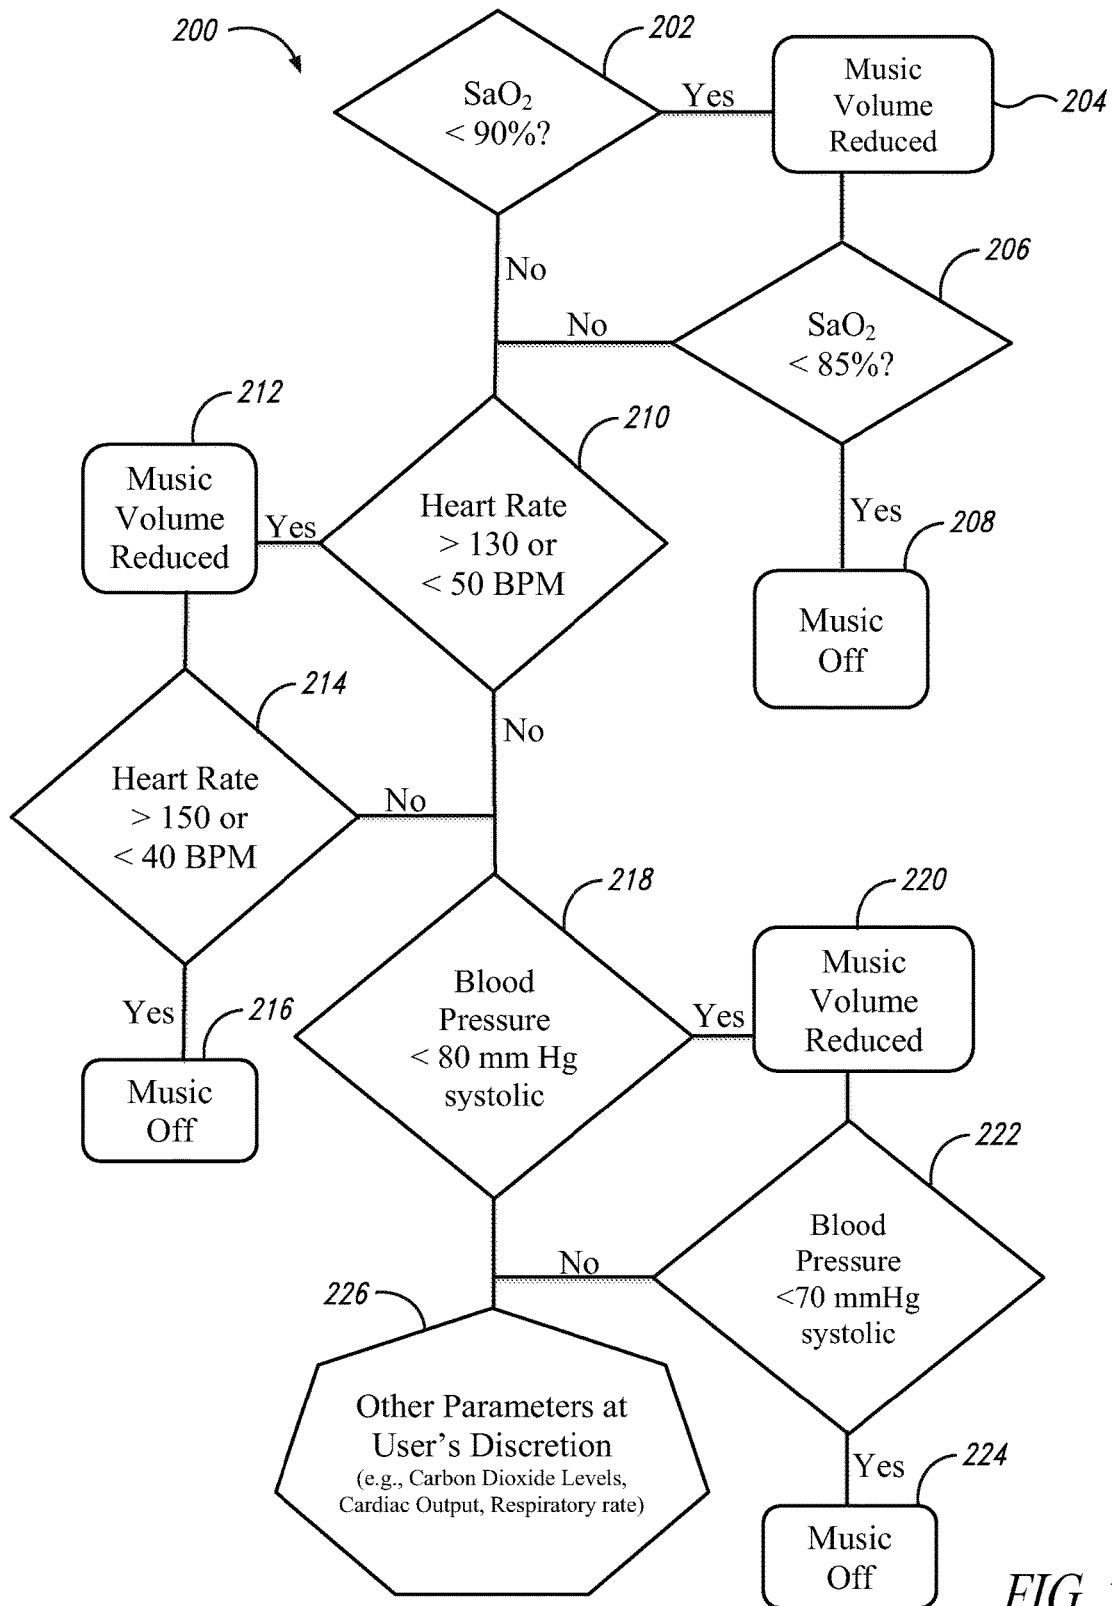 200
202
SaO₂
< 90%?
Yes
Music
Volume
Reduced
204
No
206
SaO₂
< 85%?
No
Yes
208
Music
Off
210
Heart Rate
> 130 or
< 50 BPM
Yes
212
Music
Volume
Reduced
No
214
Heart Rate
> 150 or
< 40 BPM
No
Yes
216
Music
Off
218
Blood
Pressure
< 80 mm Hg
systolic
Yes
220
Music
Volume
Reduced
222
Blood
Pressure
<70 mmHg
systolic
No
Yes
224
Music
Off
226
Other Parameters at
User's Discretion
(e.g., Carbon Dioxide Levels,
Cardiac Output, Respiratory rate)
FIG